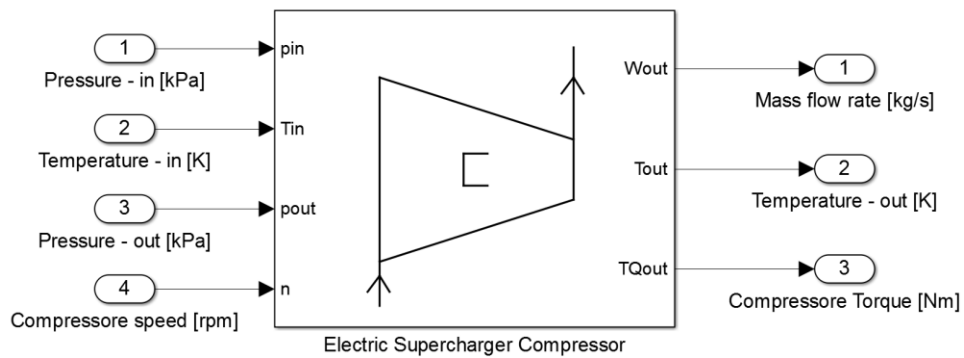 1
pin
Pressure - in [kPa]
2
Tin
Temperature - in [K]
3
pout
Pressure - out [kPa]
4
n
Compressore speed [rpm]
C
Wout
1
Mass flow rate [kg/s]
Tout
2
Temperature - out [K]
TQout
3
Compressore Torque [Nm]
Electric Supercharger Compressor